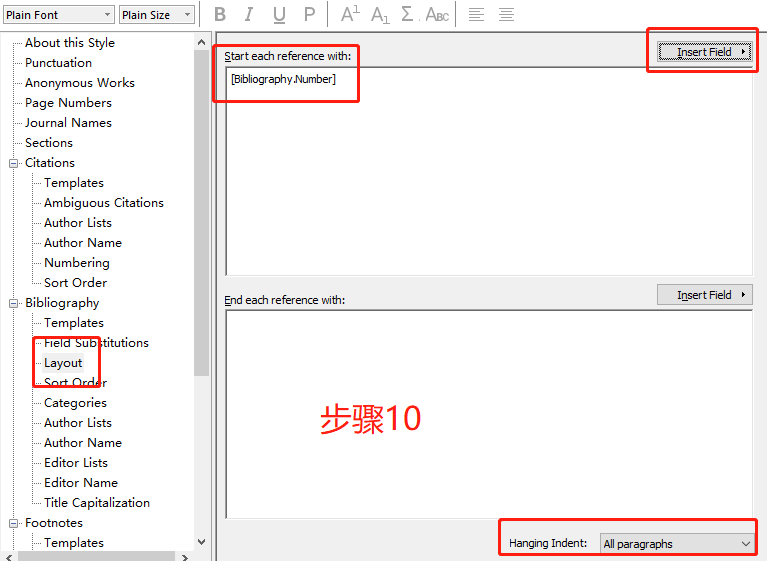 Plain Font
Plain Size
B I U P A1 A1 Σ ABC
About this Style
Punctuation
Anonymous Works
Page Numbers
Journal Names
Sections
Citations
Templates
Ambiguous Citations
Author Lists
Author Name
Numbering
Sort Order
Bibliography
Templates
Field Substitutions
Layout
Sort Order
Categories
Author Lists
Author Name
Editor Lists
Editor Name
Title Capitalization
Footnotes
Templates
Start each reference with:
Insert Field
[Bibliography.Number]
End each reference with:
Insert Field
步骤10
Hanging Indent:
All paragraphs